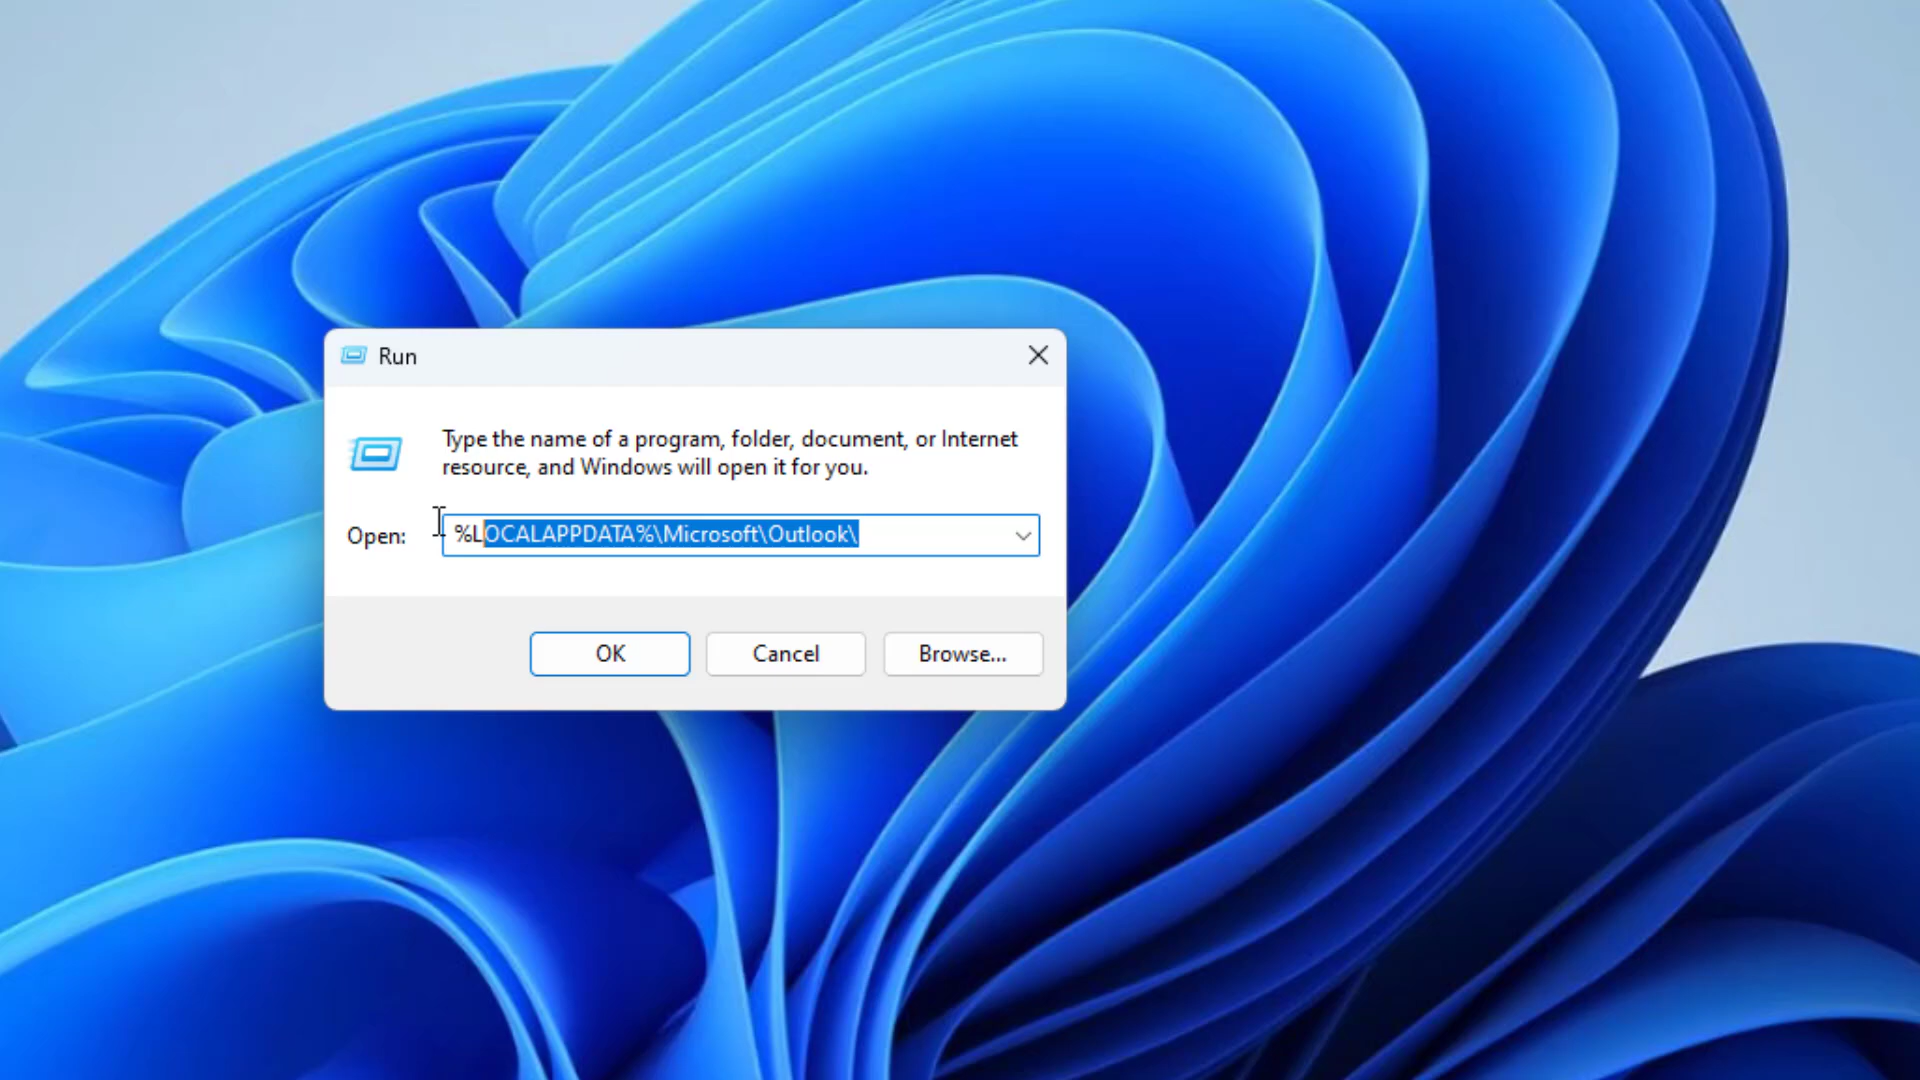 Run
Type the name of a program, folder, document, or Internet
resource, and Windows will open it for you.
Open:
%LOCALAPPDATA%\Microsoft\Outlook\
OK
Cancel
Browse...